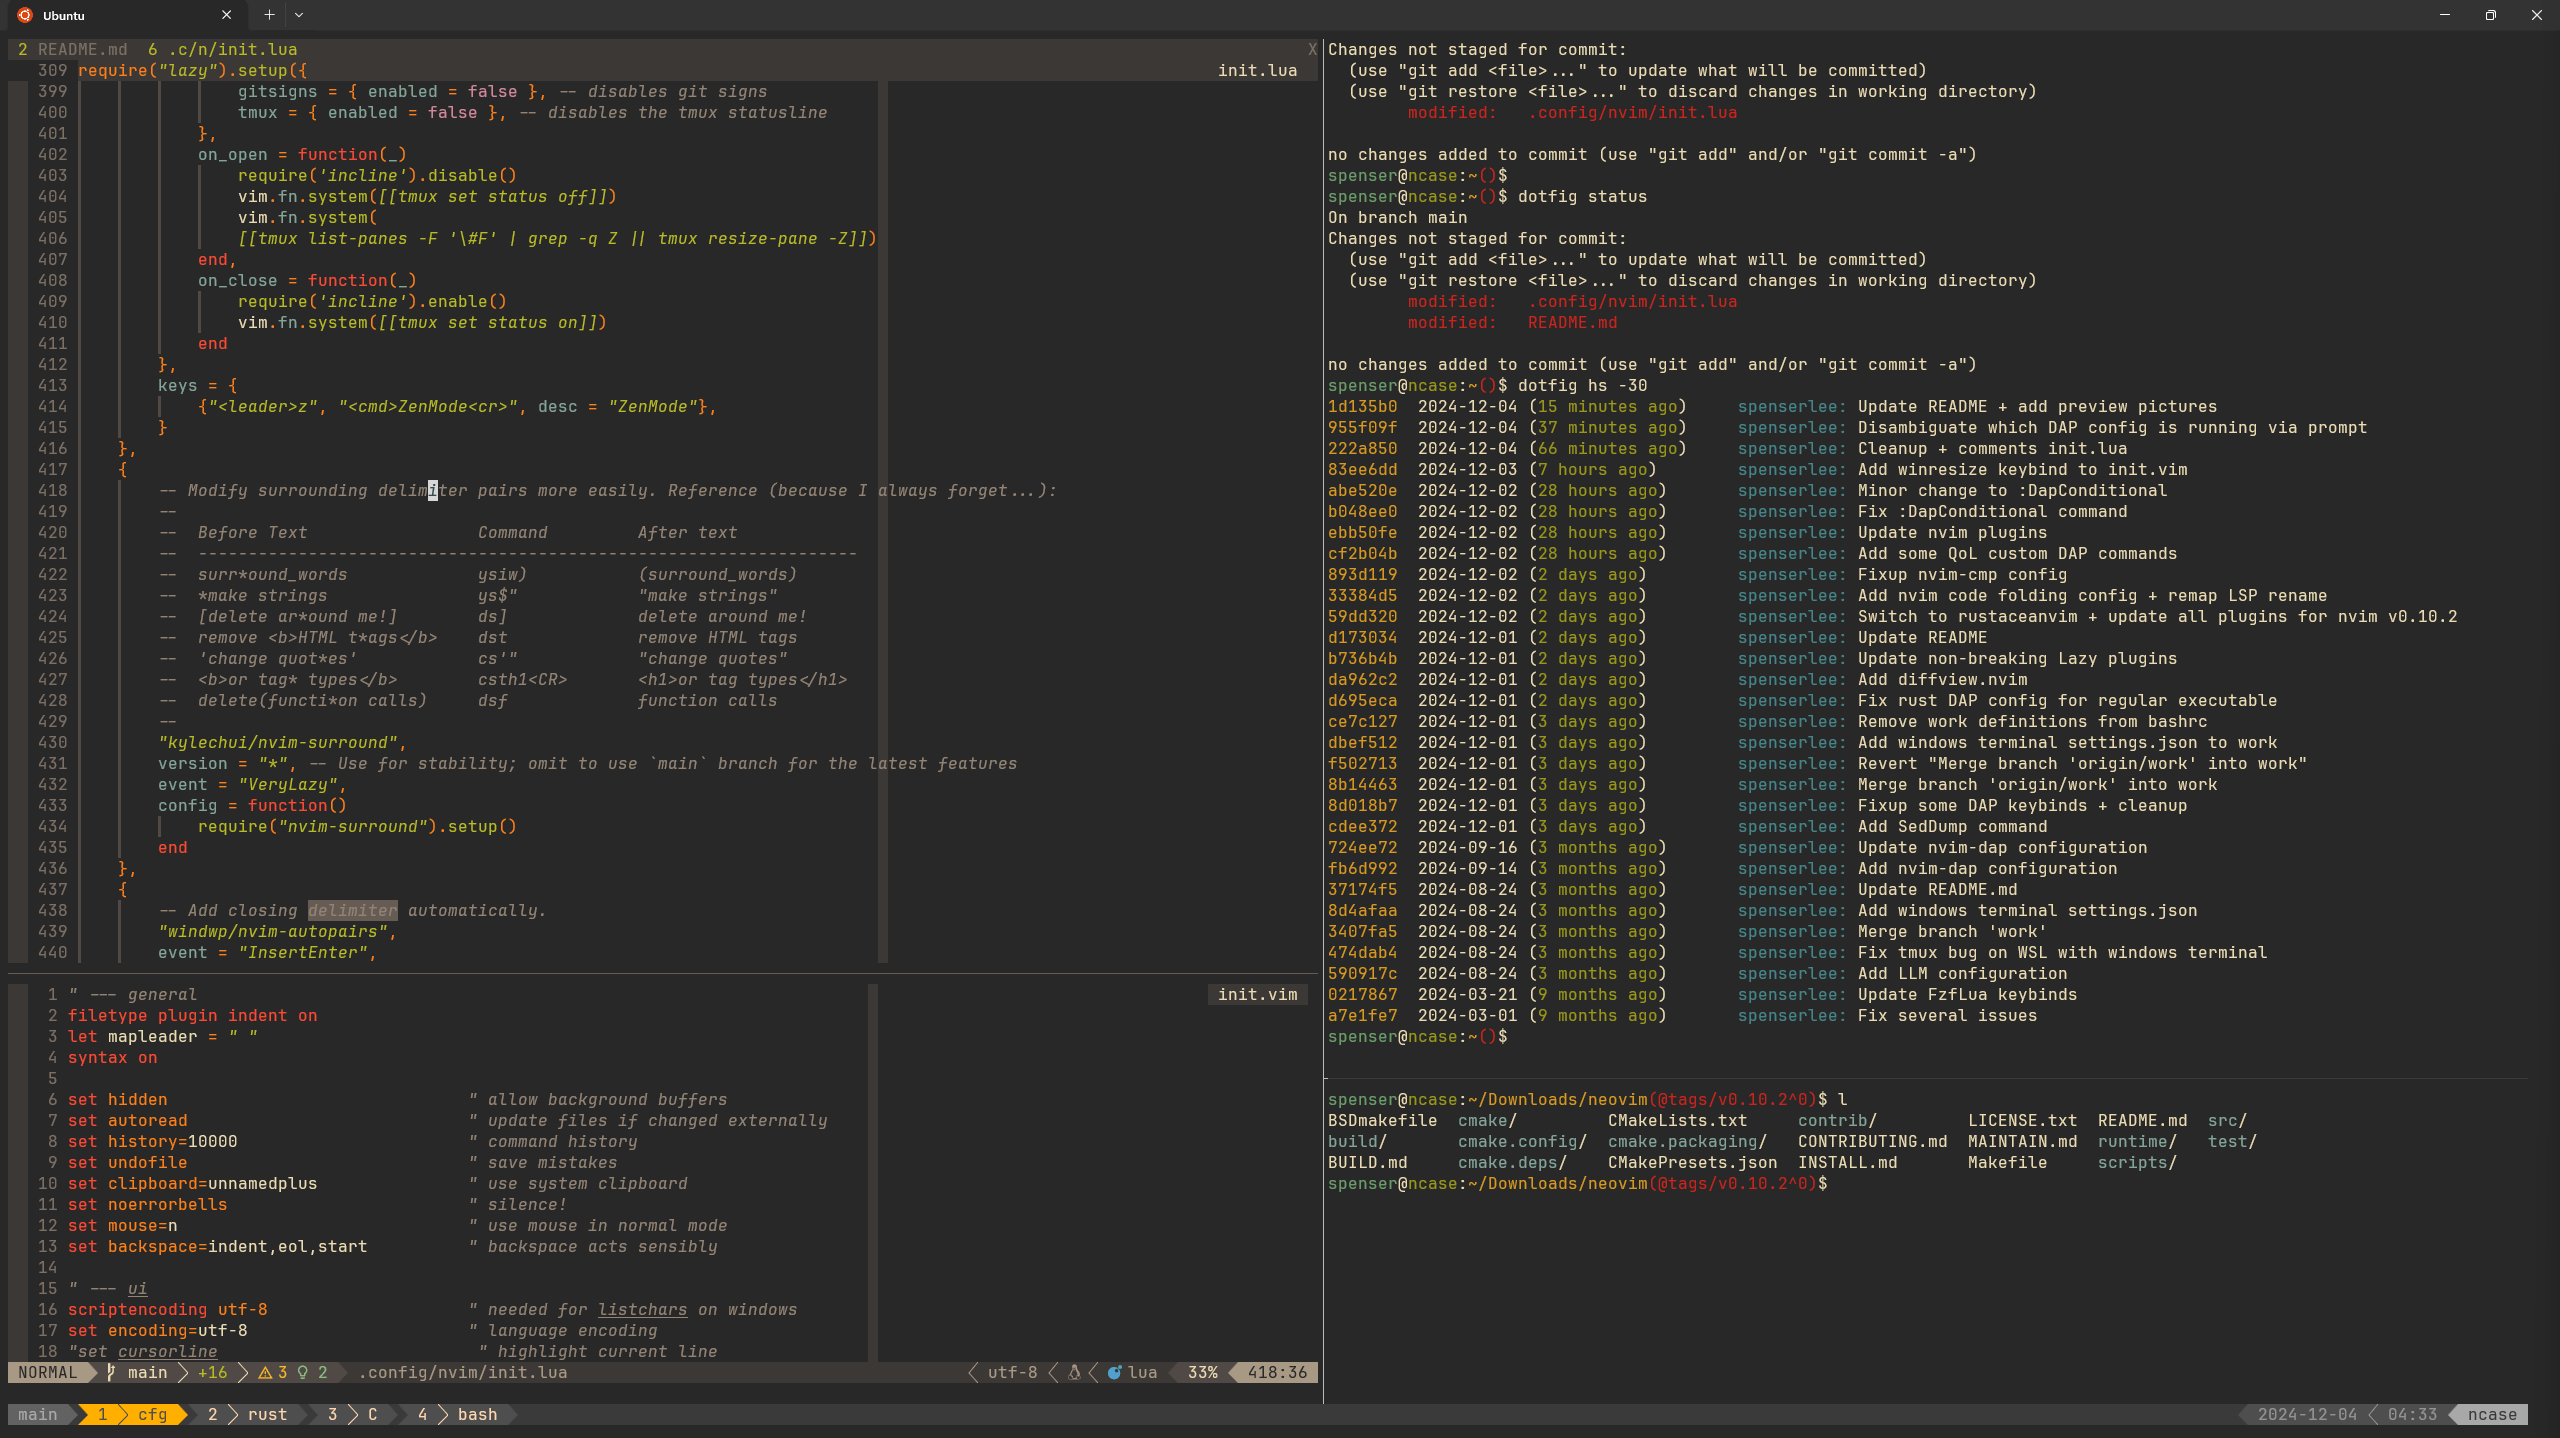 Ubuntu
2 README.md  6 .c/n/init.lua X
309 require("lazy").setup({ init.lua
399 gitsigns = { enabled = false }, -- disables git signs
400 tmux = { enabled = false }, -- disables the tmux statusline
401 },
402 on_open = function(_)
403 require('incline').disable()
404 vim.fn.system([[tmux set status off]])
405 vim.fn.system(
406 [[tmux list-panes -F '\#F' | grep -q Z || tmux resize-pane -Z]])
407 end,
408 on_close = function(_)
409 require('incline').enable()
410 vim.fn.system([[tmux set status on]])
411 end
412 },
413 keys = {
414 {"<leader>z", "<cmd>ZenMode<cr>", desc = "ZenMode"},
415 }
416 },
417 {
418 -- Modify surrounding delimiter pairs more easily. Reference (because I always forget...):
419 --
420 --  Before Text                 Command         After text
421 --  ------------------------------------------------------------------
422 --  surr*ound_words             ysiw)           (surround_words)
423 --  *make strings               ys$"            "make strings"
424 --  [delete ar*ound me!]        ds]             delete around me!
425 --  remove <b>HTML t*ags</b>    dst             remove HTML tags
426 --  'change quot*es'            cs'"            "change quotes"
427 --  <b>or tag* types</b>        csth1<CR>       <h1>or tag types</h1>
428 --  delete(functi*on calls)     dsf             function calls
429 --
430 "kylechui/nvim-surround",
431 version = "*", -- Use for stability; omit to use `main` branch for the latest features
432 event = "VeryLazy",
433 config = function()
434 require("nvim-surround").setup()
435 end
436 },
437 {
438 -- Add closing delimiter automatically.
439 "windwp/nvim-autopairs",
440 event = "InsertEnter",
init.vim
1 " --- general
2 filetype plugin indent on
3 let mapleader = " "
4 syntax on
5
6 set hidden                              " allow background buffers
7 set autoread                            " update files if changed externally
8 set history=10000                       " command history
9 set undofile                            " save mistakes
10 set clipboard=unnamedplus               " use system clipboard
11 set noerrorbells                        " silence!
12 set mouse=n                             " use mouse in normal mode
13 set backspace=indent,eol,start          " backspace acts sensibly
14
15 " --- ui
16 scriptencoding utf-8                    " needed for listchars on windows
17 set encoding=utf-8                      " language encoding
18 "set cursorline                          " highlight current line
NORMAL main +16 3 2 .config/nvim/init.lua utf-8 lua 33% 418:36
Changes not staged for commit:
(use "git add <file>..." to update what will be committed)
(use "git restore <file>..." to discard changes in working directory)
modified:   .config/nvim/init.lua
no changes added to commit (use "git add" and/or "git commit -a")
spenser@ncase:~()$
spenser@ncase:~()$ dotfig status
On branch main
Changes not staged for commit:
(use "git add <file>..." to update what will be committed)
(use "git restore <file>..." to discard changes in working directory)
modified:   .config/nvim/init.lua
modified:   README.md
no changes added to commit (use "git add" and/or "git commit -a")
spenser@ncase:~()$ dotfig hs -30
1d135b0  2024-12-04 (15 minutes ago)     spenserlee: Update README + add preview pictures
955f09f  2024-12-04 (37 minutes ago)     spenserlee: Disambiguate which DAP config is running via prompt
222a850  2024-12-04 (66 minutes ago)     spenserlee: Cleanup + comments init.lua
83ee6dd  2024-12-03 (7 hours ago)        spenserlee: Add winresize keybind to init.vim
abe520e  2024-12-02 (28 hours ago)       spenserlee: Minor change to :DapConditional
b048ee0  2024-12-02 (28 hours ago)       spenserlee: Fix :DapConditional command
ebb50fe  2024-12-02 (28 hours ago)       spenserlee: Update nvim plugins
cf2b04b  2024-12-02 (28 hours ago)       spenserlee: Add some QoL custom DAP commands
893d119  2024-12-02 (2 days ago)         spenserlee: Fixup nvim-cmp config
33384d5  2024-12-02 (2 days ago)         spenserlee: Add nvim code folding config + remap LSP rename
59dd320  2024-12-02 (2 days ago)         spenserlee: Switch to rustaceanvim + update all plugins for nvim v0.10.2
d173034  2024-12-01 (2 days ago)         spenserlee: Update README
b736b4b  2024-12-01 (2 days ago)         spenserlee: Update non-breaking Lazy plugins
da962c2  2024-12-01 (2 days ago)         spenserlee: Add diffview.nvim
d695eca  2024-12-01 (2 days ago)         spenserlee: Fix rust DAP config for regular executable
ce7c127  2024-12-01 (3 days ago)         spenserlee: Remove work definitions from bashrc
dbef512  2024-12-01 (3 days ago)         spenserlee: Add windows terminal settings.json to work
f502713  2024-12-01 (3 days ago)         spenserlee: Revert "Merge branch 'origin/work' into work"
8b14463  2024-12-01 (3 days ago)         spenserlee: Merge branch 'origin/work' into work
8d018b7  2024-12-01 (3 days ago)         spenserlee: Fixup some DAP keybinds + cleanup
cdee372  2024-12-01 (3 days ago)         spenserlee: Add SedDump command
724ee72  2024-09-16 (3 months ago)       spenserlee: Update nvim-dap configuration
fb6d992  2024-09-14 (3 months ago)       spenserlee: Add nvim-dap configuration
37174f5  2024-08-24 (3 months ago)       spenserlee: Update README.md
8d4afaa  2024-08-24 (3 months ago)       spenserlee: Add windows terminal settings.json
3407fa5  2024-08-24 (3 months ago)       spenserlee: Merge branch 'work'
474dab4  2024-08-24 (3 months ago)       spenserlee: Fix tmux bug on WSL with windows terminal
590917c  2024-08-24 (3 months ago)       spenserlee: Add LLM configuration
0217867  2024-03-21 (9 months ago)       spenserlee: Update FzfLua keybinds
a7e1fe7  2024-03-01 (9 months ago)       spenserlee: Fix several issues
spenser@ncase:~()$
spenser@ncase:~/Downloads/neovim(@tags/v0.10.2^0)$ l
BSDmakefile  cmake/         CMakeLists.txt     contrib/         LICENSE.txt  README.md  src/
build/       cmake.config/  cmake.packaging/   CONTRIBUTING.md  MAINTAIN.md  runtime/   test/
BUILD.md     cmake.deps/    CMakePresets.json  INSTALL.md       Makefile     scripts/
spenser@ncase:~/Downloads/neovim(@tags/v0.10.2^0)$
main 1 cfg 2 rust 3 C 4 bash 2024-12-04 04:33 ncase